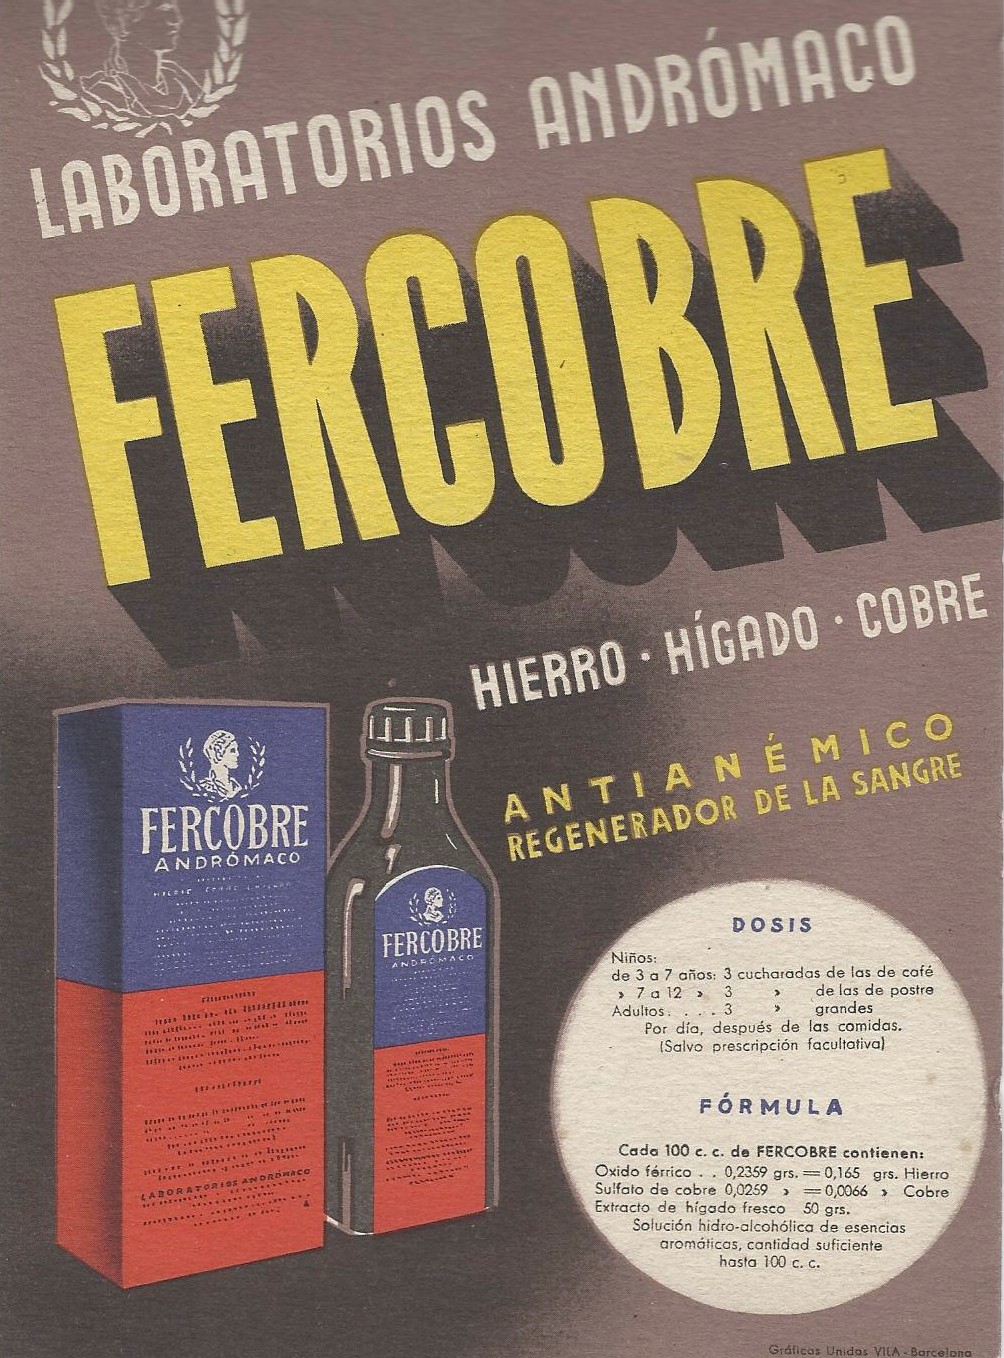 LABORATORIOS ANDRÓMACO
FERCOBRE
HIERRO · HÍGADO · COBRE
ANTIANÉMICO
REGENERADOR DE LA SANGRE
FERCOBRE
ANDRÓMACO
LABORATORIOS ANDRÓMACO
FERCOBRE
ANDRÓMACO
DOSIS
Niños:
de 3 a 7 años: 3 cucharadas de las de café
» 7 a 12 » 3 » de las de postre
Adultos. . . . 3 » grandes
Por día, después de las comidas.
(Salvo prescripción facultativa)
FÓRMULA
Cada 100 c. c. de FERCOBRE contienen:
Oxido férrico . . 0,2359 grs. = 0,165 grs. Hierro
Sulfato de cobre 0,0259 » = 0,0066 » Cobre
Extracto de hígado fresco 50 grs.
Solución hidro-alcohólica de esencias
aromáticas, cantidad suficiente
hasta 100 c. c.
Gráficas Unidas VILA - Barcelona